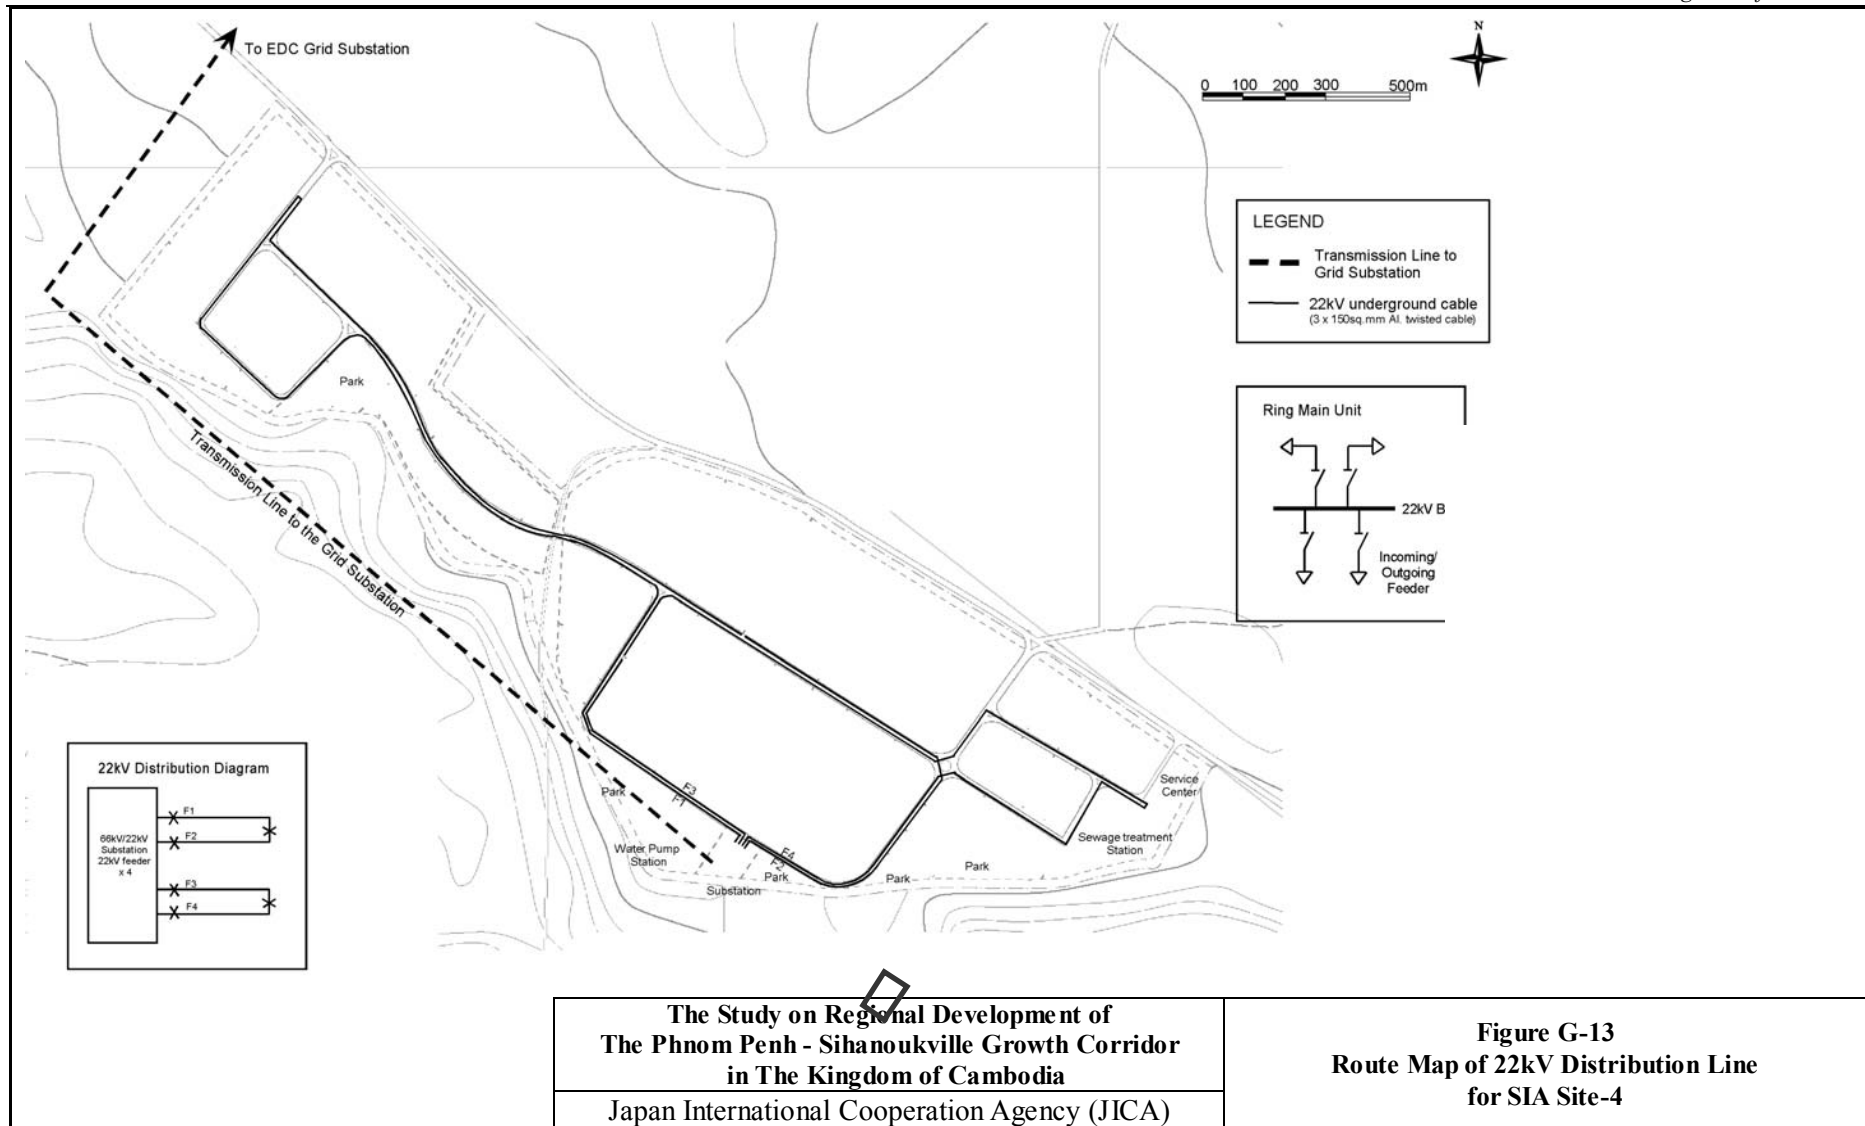 To EDC Grid Substation
N
0 100 200 300 500m
LEGEND
Transmission Line to
Grid Substation
22kV underground cable
(3 x 150sq.mm Al. twisted cable)
Park
Ring Main Unit
22kV B
Incoming/
Outgoing
Feeder
Transmission Line to the Grid Substation
22kV Distribution Diagram
66kV/22kV
Substation
22kV feeder
x 4
F1
F2
F3
F4
Park
F3
F1
Water Pump
Station
Substation
F4
F2
Park
Park
Park
Service
Center
Sewage treatment
Station
The Study on Regional Development of
The Phnom Penh - Sihanoukville Growth Corridor
in The Kingdom of Cambodia
Japan International Cooperation Agency (JICA)
Figure G-13
Route Map of 22kV Distribution Line
for SIA Site-4